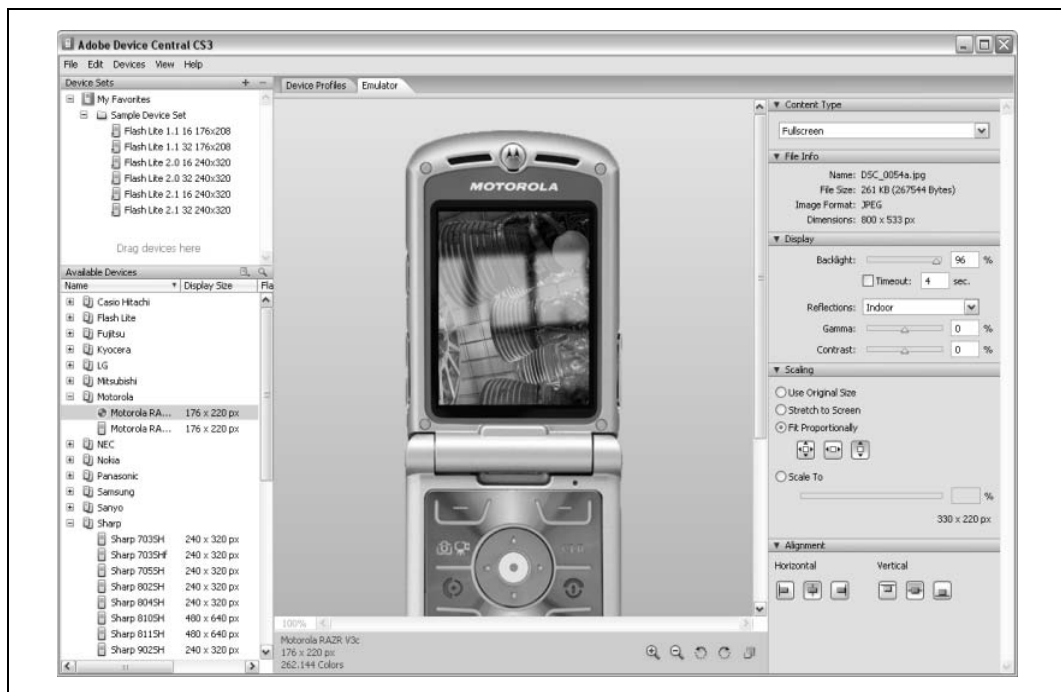 Adobe Device Central CS3
File Edit Devices View Help
Device Sets + −
My Favorites
Sample Device Set
Flash Lite 1.1 16 176x208
Flash Lite 1.1 32 176x208
Flash Lite 2.0 16 240x320
Flash Lite 2.0 32 240x320
Flash Lite 2.1 16 240x320
Flash Lite 2.1 32 240x320
Drag devices here
Available Devices
Name Display Size Fla
Casio Hitachi
Flash Lite
Fujitsu
Kyocera
LG
Mitsubishi
Motorola
Motorola RA... 176 x 220 px
Motorola RA... 176 x 220 px
NEC
Nokia
Panasonic
Samsung
Sanyo
Sharp
Sharp 703SH 240 x 320 px
Sharp 703SHf 240 x 320 px
Sharp 705SH 240 x 320 px
Sharp 802SH 240 x 320 px
Sharp 804SH 240 x 320 px
Sharp 810SH 480 x 640 px
Sharp 811SH 480 x 640 px
Sharp 902SH 240 x 320 px
Device Profiles Emulator
MOTOROLA
100%
Motorola RAZR V3c
176 x 220 px
262.144 Colors
Content Type
Fullscreen
File Info
Name: DSC_0054a.jpg
File Size: 261 KB (267544 Bytes)
Image Format: JPEG
Dimensions: 800 x 533 px
Display
Backlight: 96 %
Timeout: 4 sec.
Reflections: Indoor
Gamma: 0 %
Contrast: 0 %
Scaling
Use Original Size
Stretch to Screen
Fit Proportionally
Scale To
%
330 x 220 px
Alignment
Horizontal Vertical